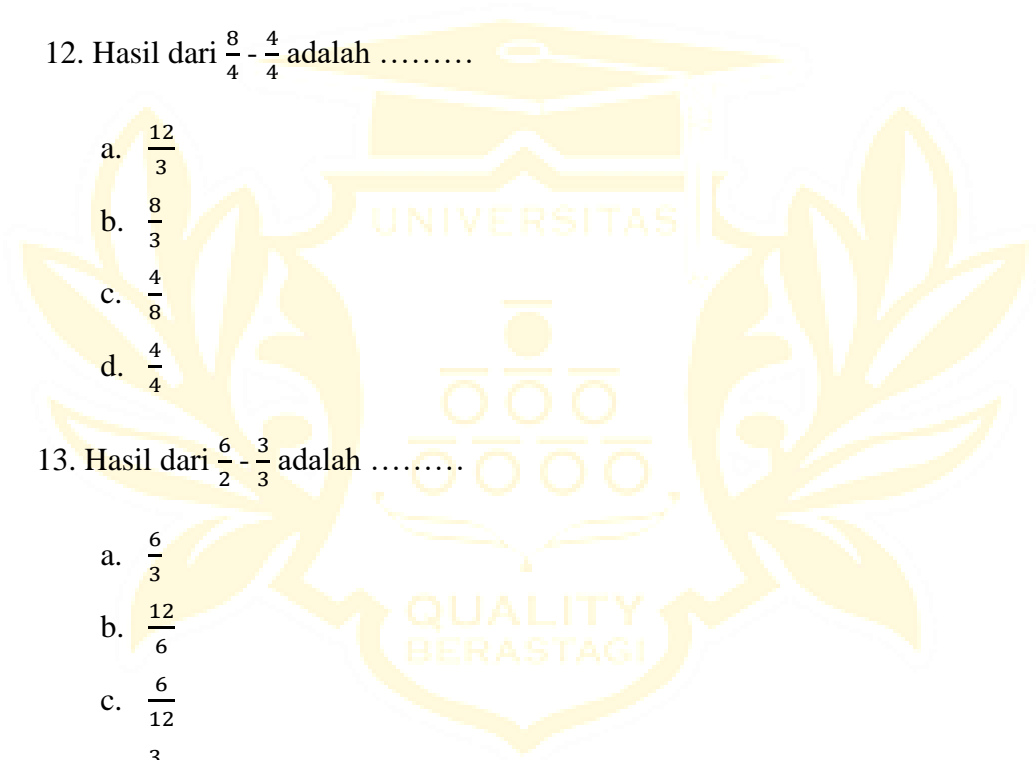 12. Hasil dari 8/4 - 4/4 adalah ………
a. 12/3
b. 8/3
UNIVERSITAS
c. 4/8
d. 4/4
13. Hasil dari 6/2 - 3/3 adalah ………
a. 6/3
b. 12/6
QUALITY
BERASTAGI
c. 6/12
3